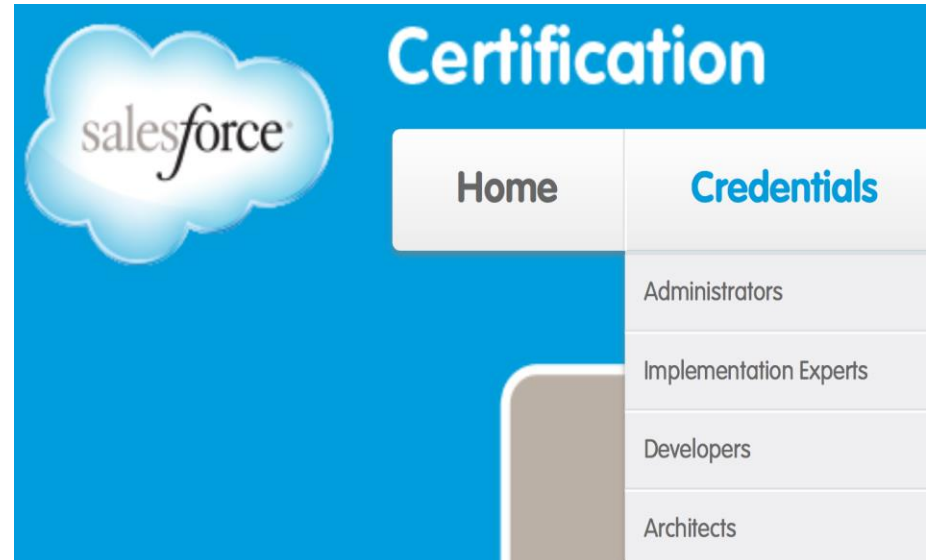 Certification
salesforce
Home
Credentials
Administrators
Implementation Experts
Developers
Architects